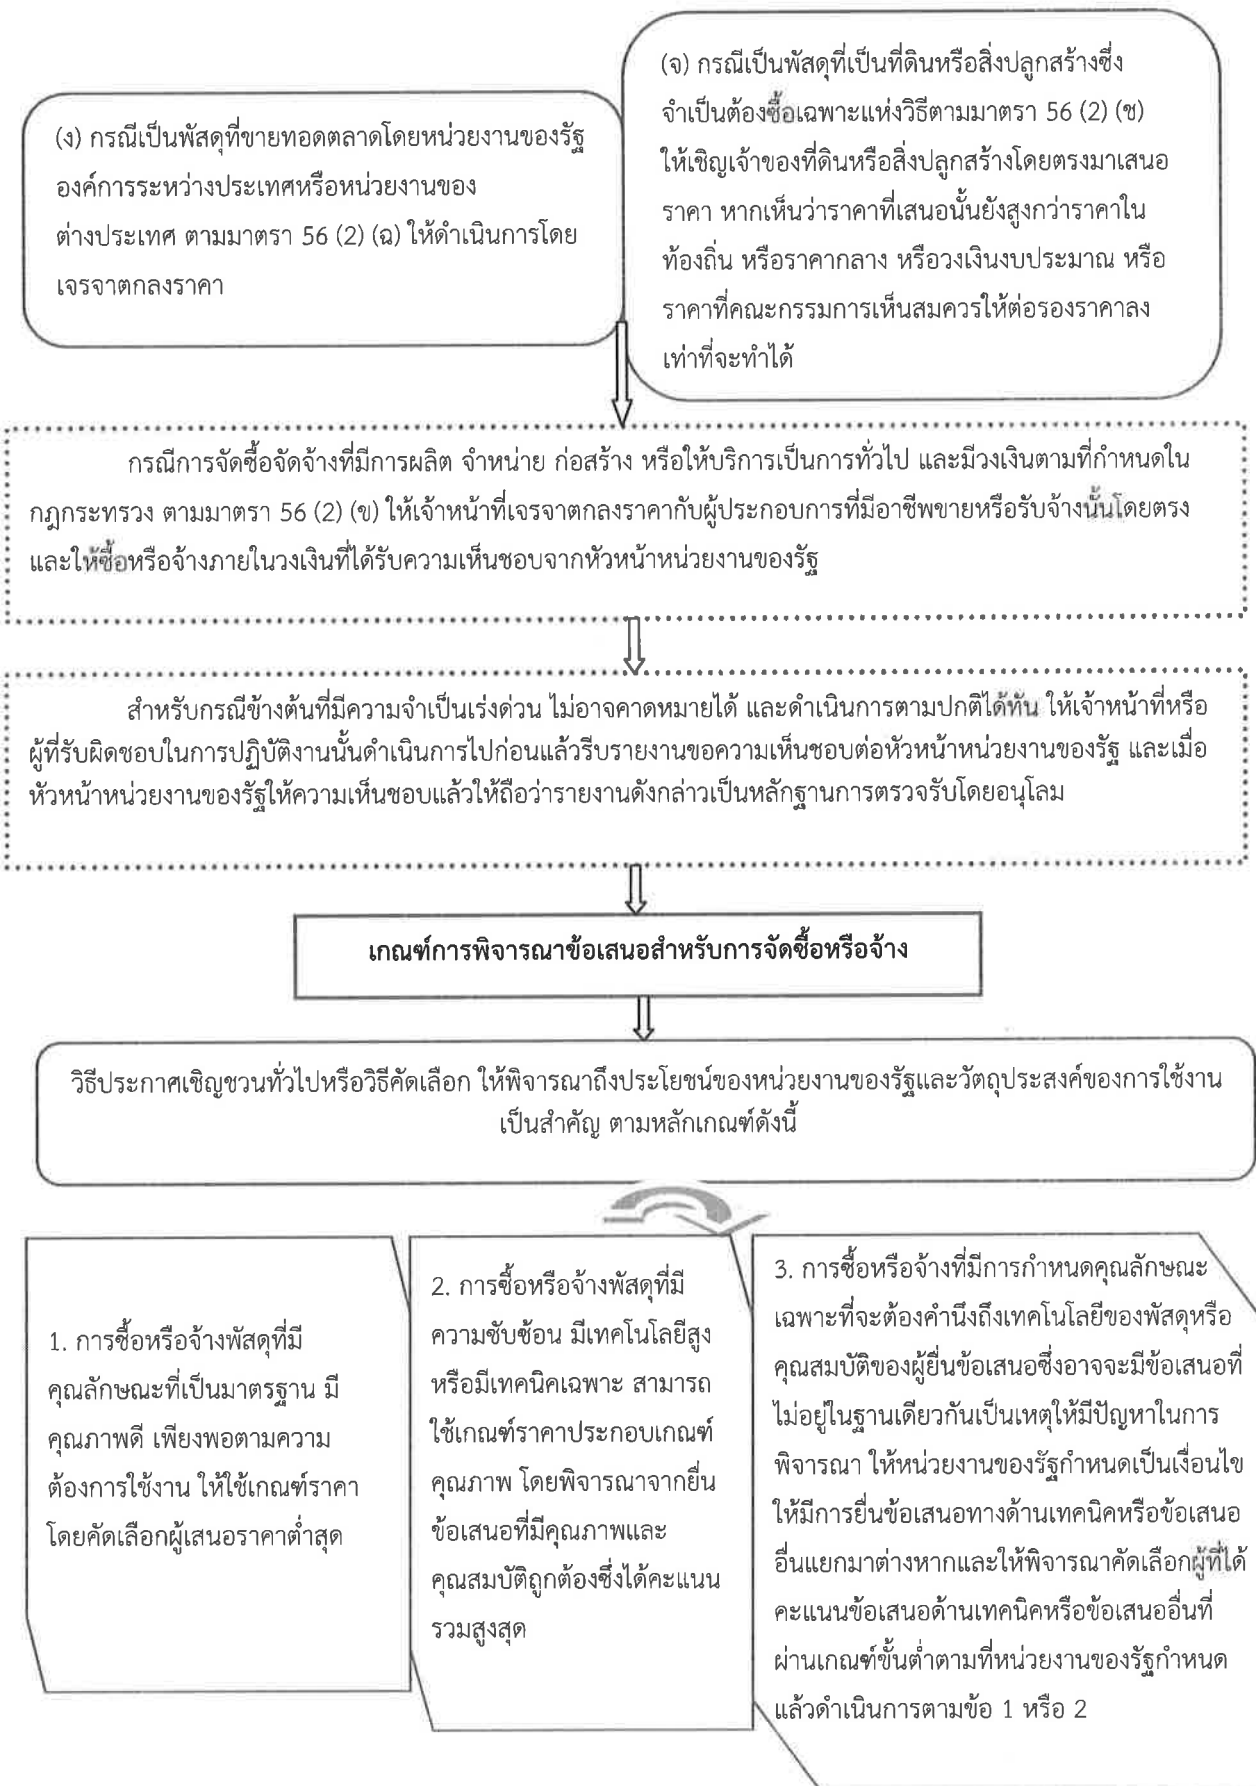 (ง) กรณีเป็นพัสดุที่ขายทอดตลาดโดยหน่วยงานของรัฐ
องค์การระหว่างประเทศหรือหน่วยงานของ
ต่างประเทศ ตามมาตรา 56 (2) (ฉ) ให้ดำเนินการโดย
เจรจาตกลงราคา
(จ) กรณีเป็นพัสดุที่เป็นที่ดินหรือสิ่งปลูกสร้างซึ่ง
จำเป็นต้องซื้อเฉพาะแห่งวิธีตามมาตรา 56 (2) (ช)
ให้เชิญเจ้าของที่ดินหรือสิ่งปลูกสร้างโดยตรงมาเสนอ
ราคา หากเห็นว่าราคาที่เสนอนั้นยังสูงกว่าราคาใน
ท้องถิ่น หรือราคากลาง หรือวงเงินงบประมาณ หรือ
ราคาที่คณะกรรมการเห็นสมควรให้ต่อรองราคาลง
เท่าที่จะทำได้
กรณีการจัดซื้อจัดจ้างที่มีการผลิต จำหน่าย ก่อสร้าง หรือให้บริการเป็นการทั่วไป และมีวงเงินตามที่กำหนดใน
กฎกระทรวง ตามมาตรา 56 (2) (ข) ให้เจ้าหน้าที่เจรจาตกลงราคากับผู้ประกอบการที่มีอาชีพขายหรือรับจ้างนั้นโดยตรง
และให้ซื้อหรือจ้างภายในวงเงินที่ได้รับความเห็นชอบจากหัวหน้าหน่วยงานของรัฐ
สำหรับกรณีข้างต้นที่มีความจำเป็นเร่งด่วน ไม่อาจคาดหมายได้ และดำเนินการตามปกติได้ทัน ให้เจ้าหน้าที่หรือ
ผู้ที่รับผิดชอบในการปฏิบัติงานนั้นดำเนินการไปก่อนแล้วรีบรายงานขอความเห็นชอบต่อหัวหน้าหน่วยงานของรัฐ และเมื่อ
หัวหน้าหน่วยงานของรัฐให้ความเห็นชอบแล้วให้ถือว่ารายงานดังกล่าวเป็นหลักฐานการตรวจรับโดยอนุโลม
เกณฑ์การพิจารณาข้อเสนอสำหรับการจัดซื้อหรือจ้าง
วิธีประกาศเชิญชวนทั่วไปหรือวิธีคัดเลือก ให้พิจารณาถึงประโยชน์ของหน่วยงานของรัฐและวัตถุประสงค์ของการใช้งาน
เป็นสำคัญ ตามหลักเกณฑ์ดังนี้
1. การซื้อหรือจ้างพัสดุที่มี
คุณลักษณะที่เป็นมาตรฐาน มี
คุณภาพดี เพียงพอตามความ
ต้องการใช้งาน ให้ใช้เกณฑ์ราคา
โดยคัดเลือกผู้เสนอราคาต่ำสุด
2. การซื้อหรือจ้างพัสดุที่มี
ความซับซ้อน มีเทคโนโลยีสูง
หรือมีเทคนิคเฉพาะ สามารถ
ใช้เกณฑ์ราคาประกอบเกณฑ์
คุณภาพ โดยพิจารณาจากยื่น
ข้อเสนอที่มีคุณภาพและ
คุณสมบัติถูกต้องซึ่งได้คะแนน
รวมสูงสุด
3. การซื้อหรือจ้างที่มีการกำหนดคุณลักษณะ
เฉพาะที่จะต้องคำนึงถึงเทคโนโลยีของพัสดุหรือ
คุณสมบัติของผู้ยื่นข้อเสนอซึ่งอาจจะมีข้อเสนอที่
ไม่อยู่ในฐานเดียวกันเป็นเหตุให้มีปัญหาในการ
พิจารณา ให้หน่วยงานของรัฐกำหนดเป็นเงื่อนไข
ให้มีการยื่นข้อเสนอทางด้านเทคนิคหรือข้อเสนอ
อื่นแยกมาต่างหากและให้พิจารณาคัดเลือกผู้ที่ได้
คะแนนข้อเสนอด้านเทคนิคหรือข้อเสนออื่นที่
ผ่านเกณฑ์ขั้นต่ำตามที่หน่วยงานของรัฐกำหนด
แล้วดำเนินการตามข้อ 1 หรือ 2